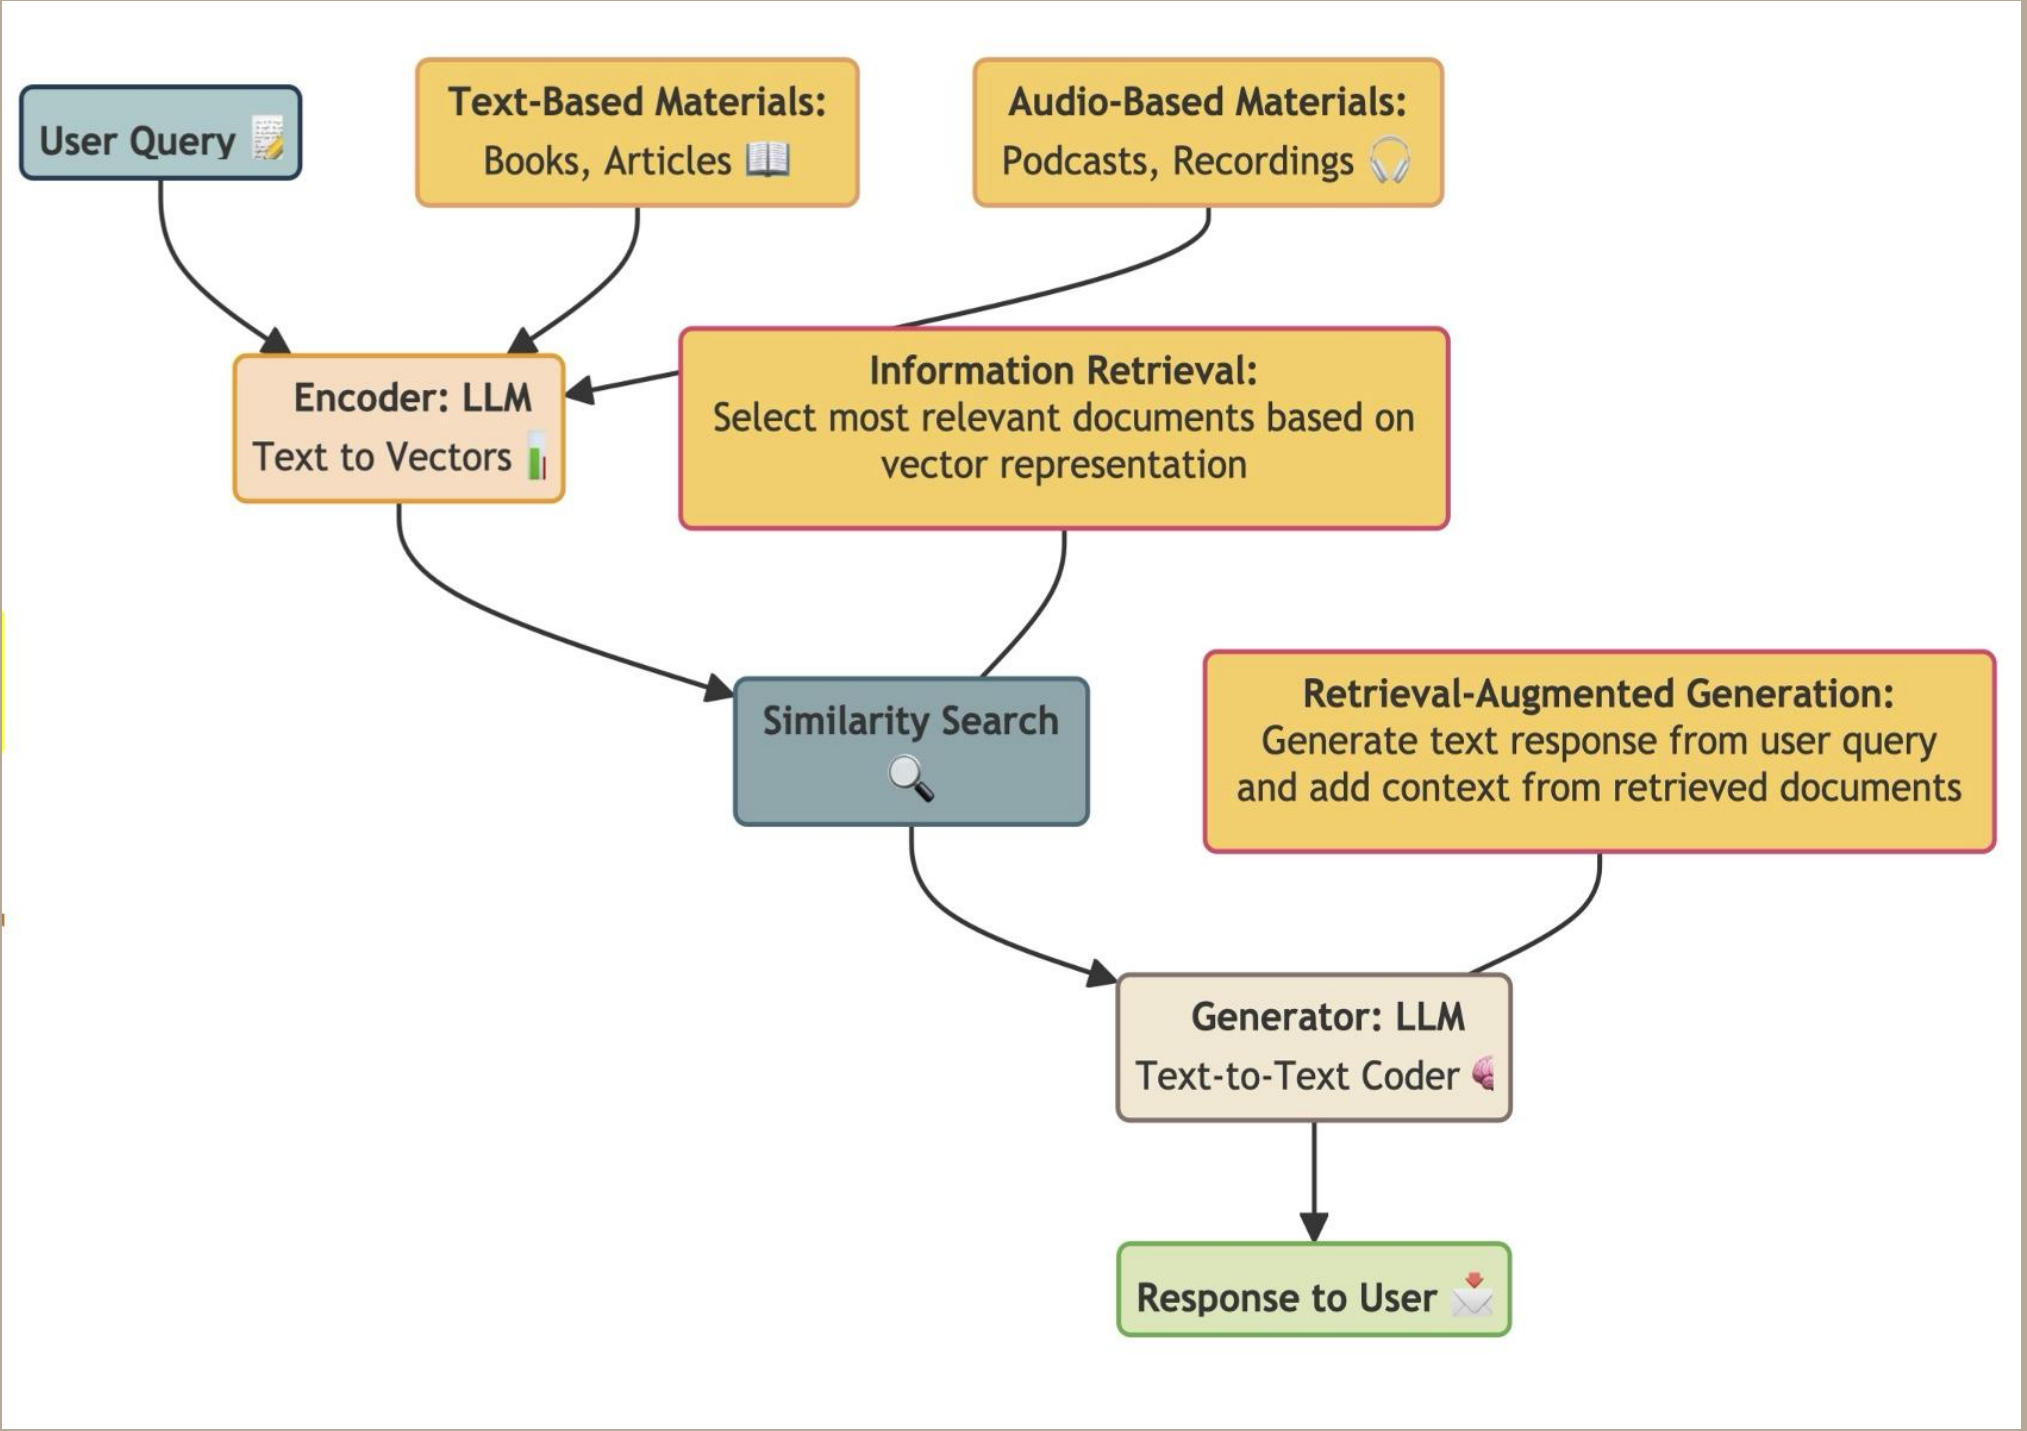 User Query
Text-Based Materials:
Books, Articles
Audio-Based Materials:
Podcasts, Recordings
Encoder: LLM
Text to Vectors
Information Retrieval:
Select most relevant documents based on
vector representation
Similarity Search
Retrieval-Augmented Generation:
Generate text response from user query
and add context from retrieved documents
Generator: LLM
Text-to-Text Coder
Response to User